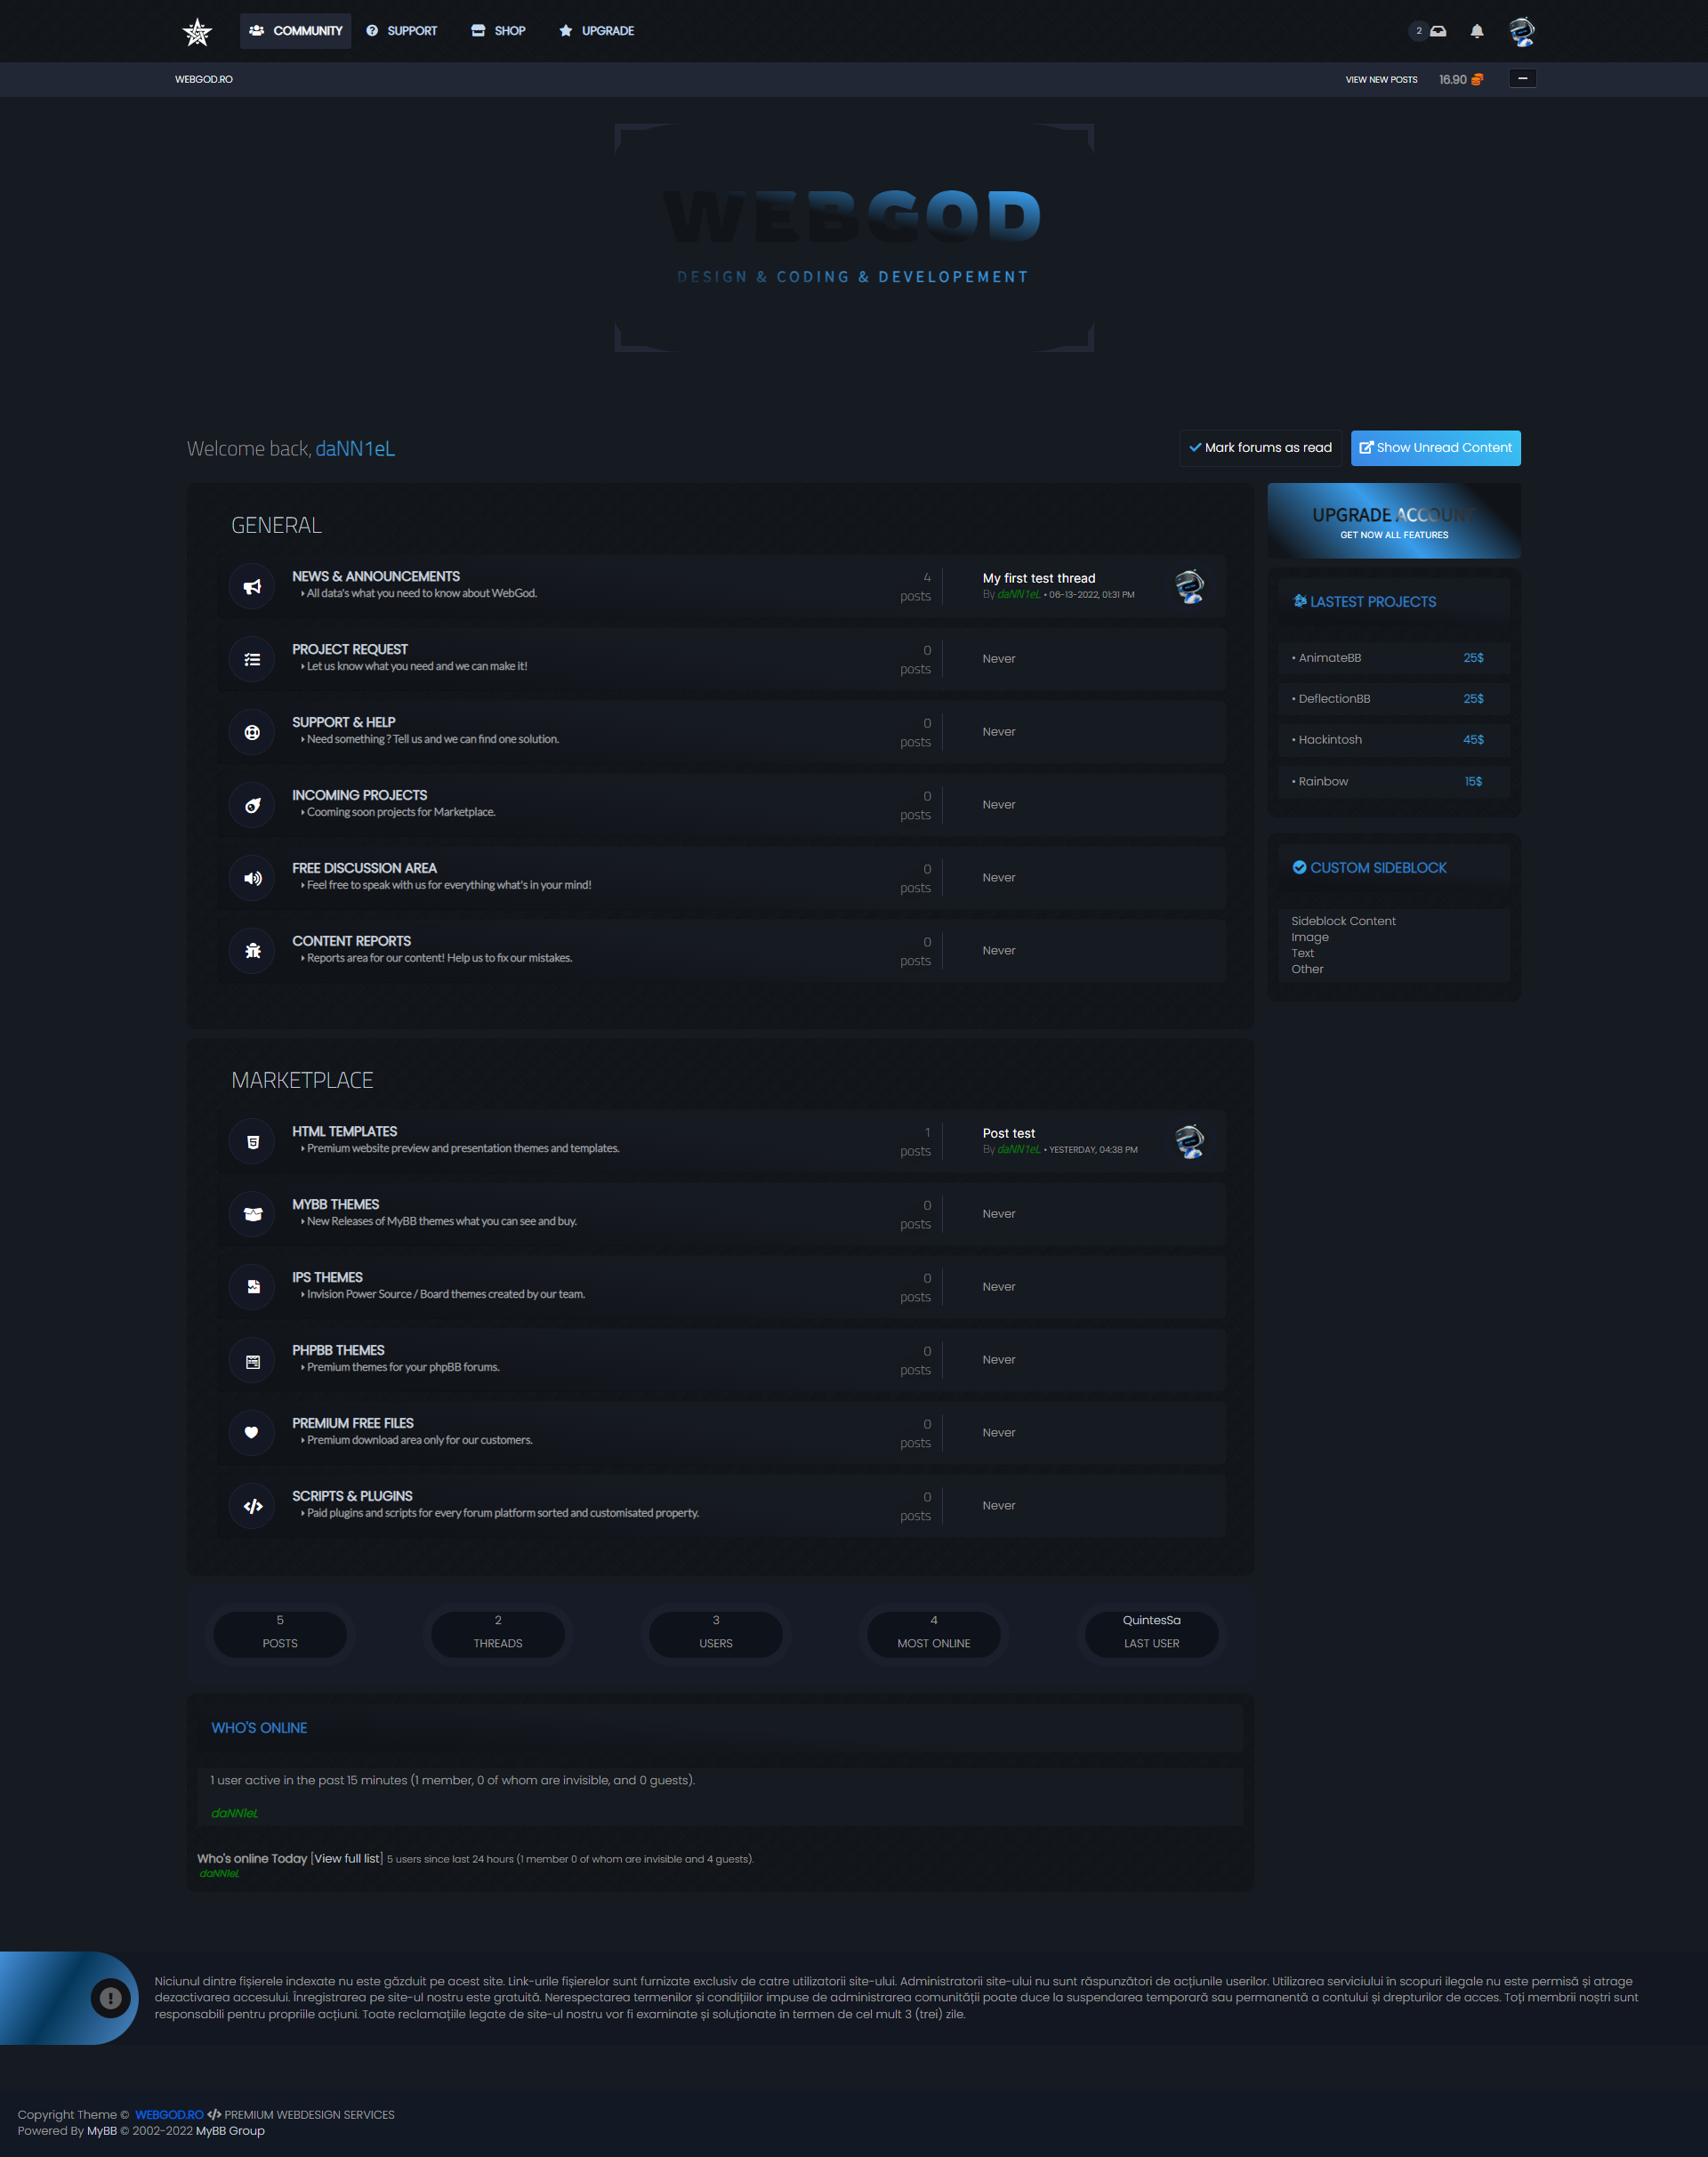 COMMUNITY SUPPORT SHOP UPGRADE 2
WEBGOD.RO VIEW NEW POSTS 16.90
WEBGOD
DESIGN & CODING & DEVELOPEMENT
Welcome back, daNN1eL Mark forums as read Show Unread Content
GENERAL
NEWS & ANNOUNCEMENTS
All data's what you need to know about WebGod.
4
posts
My first test thread
By daNN1eL • 06-13-2022, 01:31 PM
PROJECT REQUEST
Let us know what you need and we can make it!
0
posts
Never
SUPPORT & HELP
Need something ? Tell us and we can find one solution.
0
posts
Never
INCOMING PROJECTS
Cooming soon projects for Marketplace.
0
posts
Never
FREE DISCUSSION AREA
Feel free to speak with us for everything what's in your mind!
0
posts
Never
CONTENT REPORTS
Reports area for our content! Help us to fix our mistakes.
0
posts
Never
UPGRADE ACCOUNT
GET NOW ALL FEATURES
LASTEST PROJECTS
• AnimateBB 25$
• DeflectionBB 25$
• Hackintosh 45$
• Rainbow 15$
CUSTOM SIDEBLOCK
Sideblock Content
Image
Text
Other
MARKETPLACE
HTML TEMPLATES
Premium website preview and presentation themes and templates.
1
posts
Post test
By daNN1eL • YESTERDAY, 04:38 PM
MYBB THEMES
New Releases of MyBB themes what you can see and buy.
0
posts
Never
IPS THEMES
Invision Power Source / Board themes created by our team.
0
posts
Never
PHPBB THEMES
Premium themes for your phpBB forums.
0
posts
Never
PREMIUM FREE FILES
Premium download area only for our customers.
0
posts
Never
SCRIPTS & PLUGINS
Paid plugins and scripts for every forum platform sorted and customisated property.
0
posts
Never
5 2 3 4 QuintesSa
POSTS THREADS USERS MOST ONLINE LAST USER
WHO'S ONLINE
1 user active in the past 15 minutes (1 member, 0 of whom are invisible, and 0 guests).
daNN1eL
Who's online Today [View full list] 5 users since last 24 hours (1 member 0 of whom are invisible and 4 guests).
daNN1eL
Niciunul dintre fișierele indexate nu este găzduit pe acest site. Link-urile fișierelor sunt furnizate exclusiv de catre utilizatorii site-ului. Administratorii site-ului nu sunt răspunzători de acțiunile userilor. Utilizarea serviciului în scopuri ilegale nu este permisă și atrage
dezactivarea accesului. Înregistrarea pe site-ul nostru este gratuită. Nerespectarea termenilor și condițiilor impuse de administrarea comunității poate duce la suspendarea temporară sau permanentă a contului și drepturilor de acces. Toți membrii noștri sunt
responsabili pentru propriile acțiuni. Toate reclamațiile legate de site-ul nostru vor fi examinate și soluționate în termen de cel mult 3 (trei) zile.
Copyright Theme © WEBGOD.RO PREMIUM WEBDESIGN SERVICES
Powered By MyBB © 2002-2022 MyBB Group